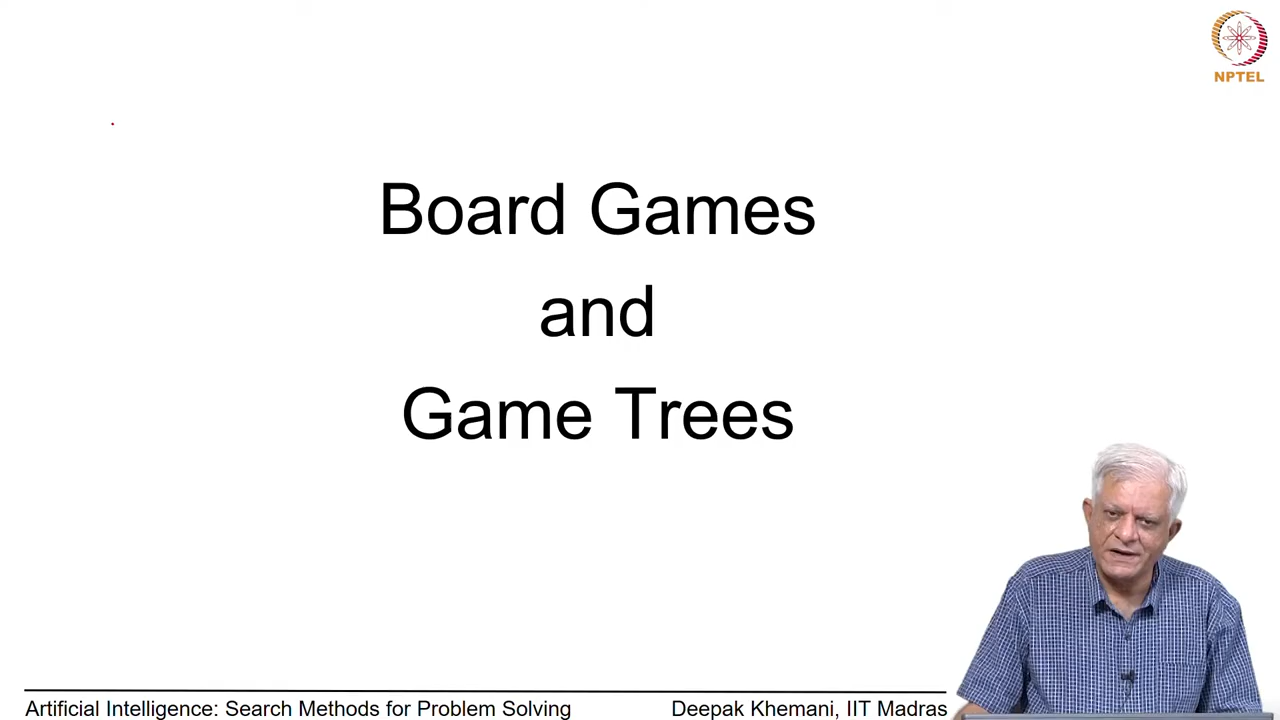 NPTEL
Board Games
and
Game Trees
Artificial Intelligence: Search Methods for Problem Solving
Deepak Khemani, IIT Madras